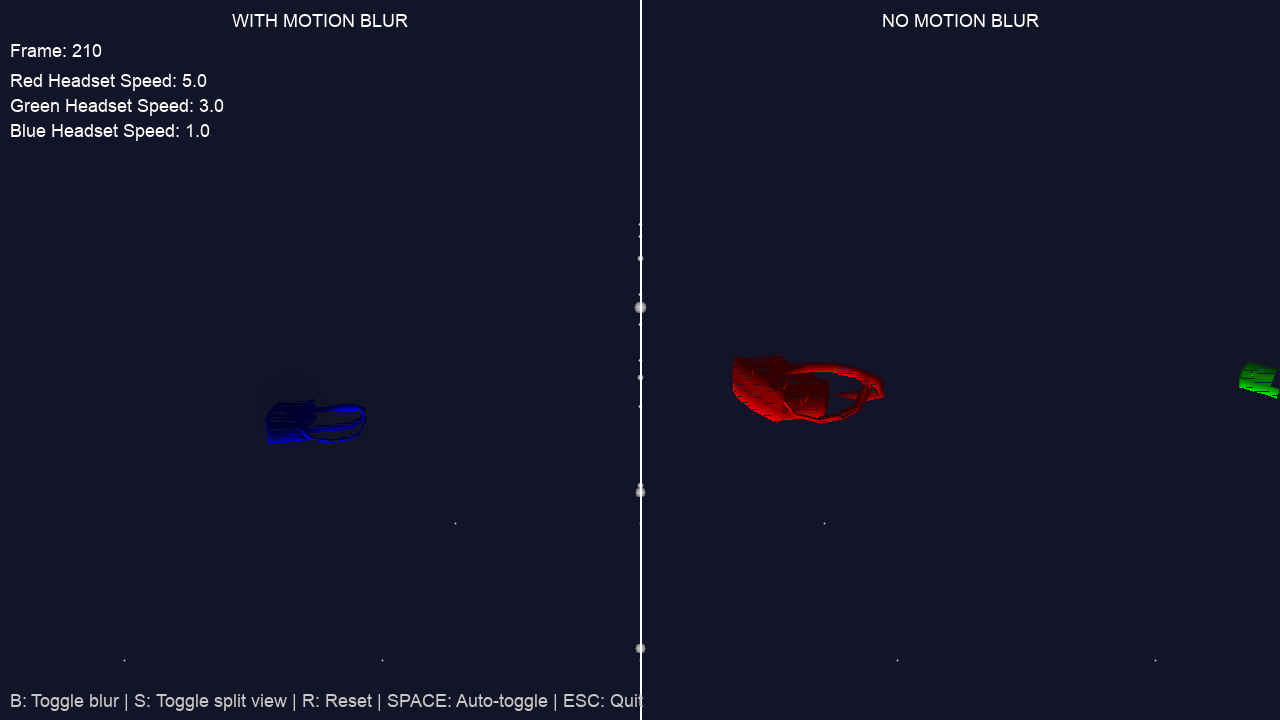 WITH MOTION BLUR
NO MOTION BLUR
Frame: 210
Red Headset Speed: 5.0
Green Headset Speed: 3.0
Blue Headset Speed: 1.0
B: Toggle blur | S: Toggle split view | R: Reset | SPACE: Auto-toggle | ESC: Quit